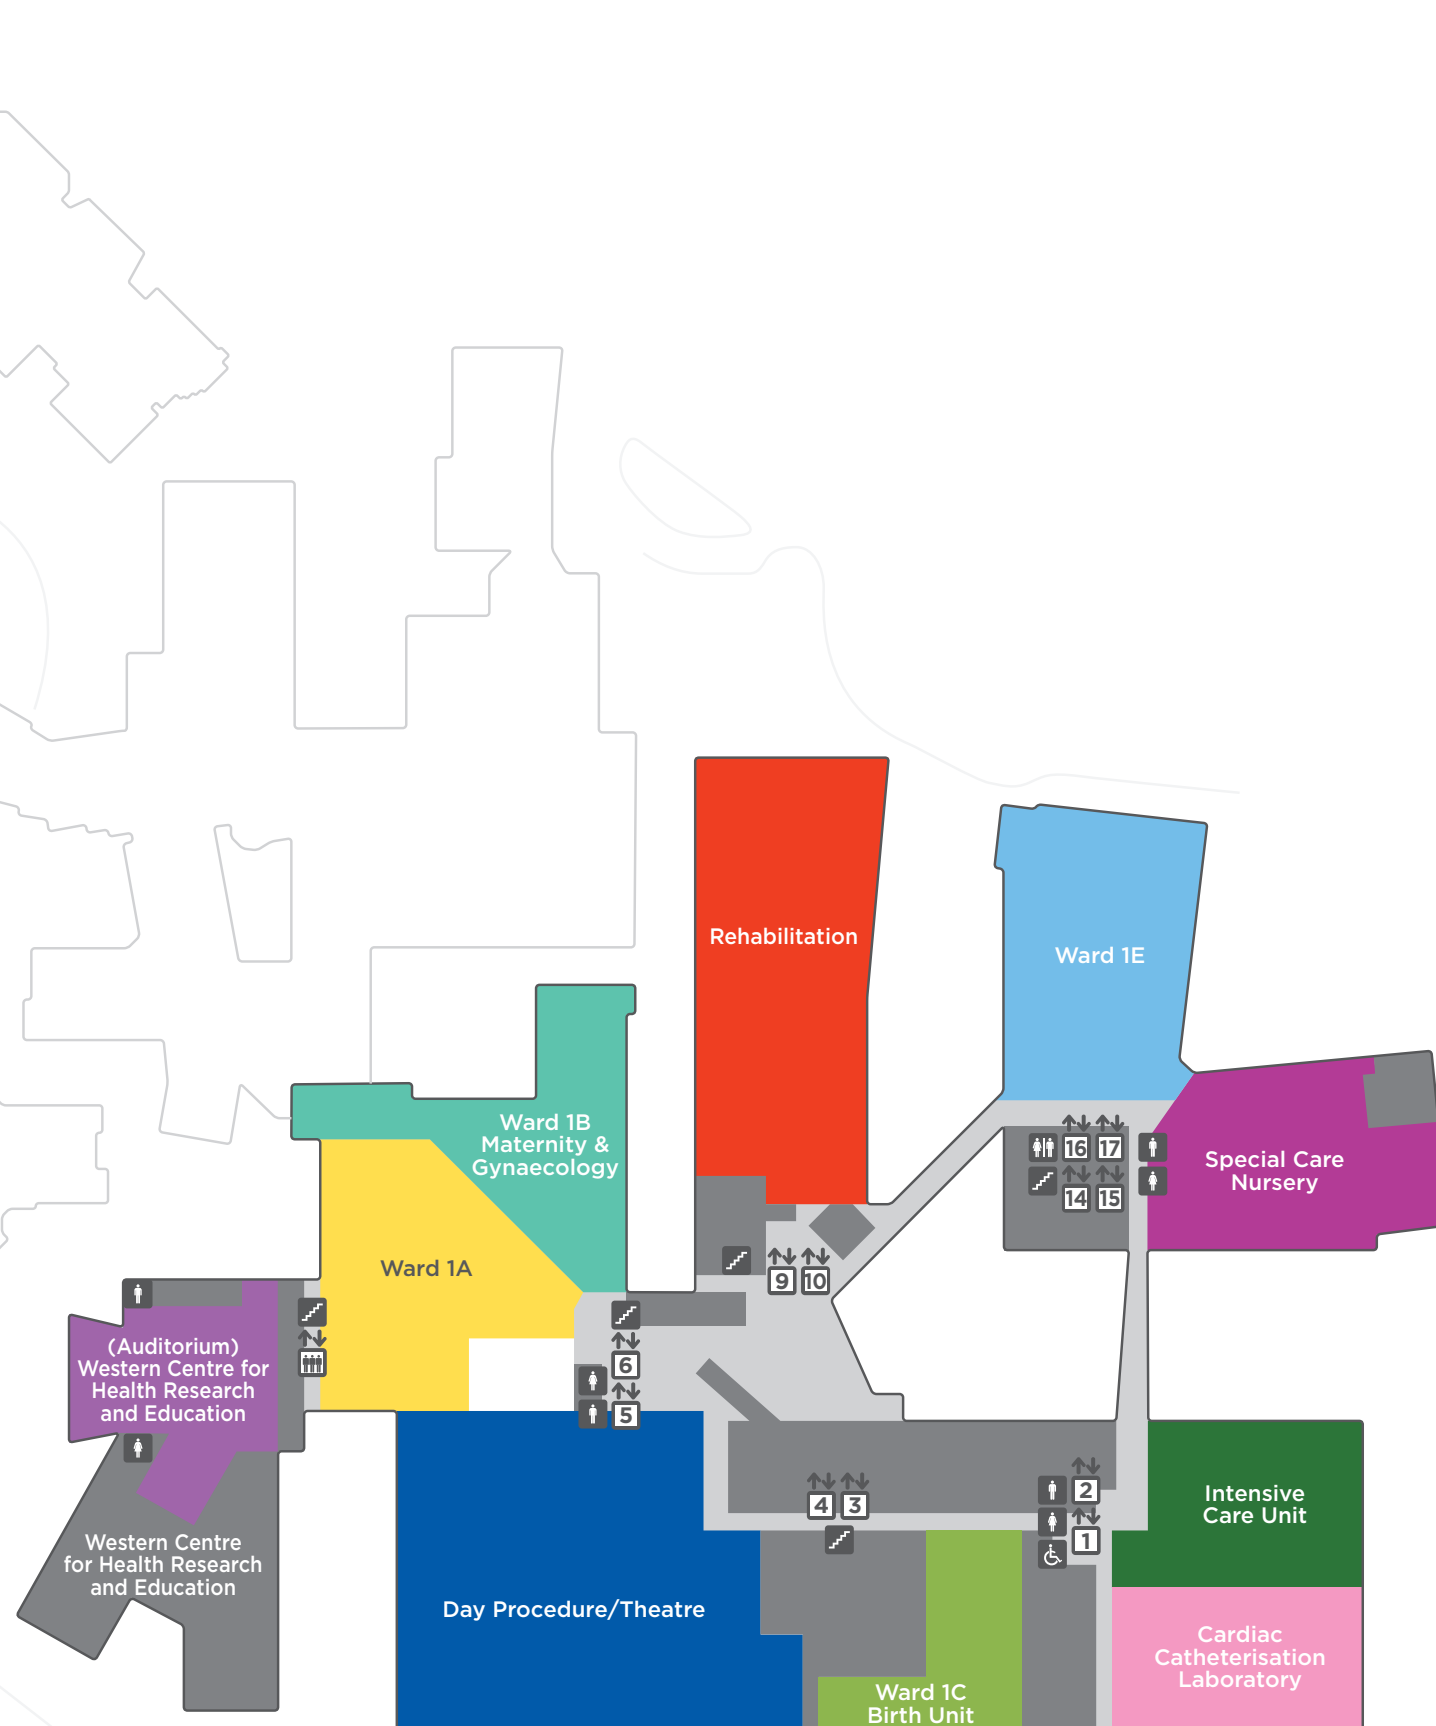 Rehabilitation
Ward 1E
Ward 1B
Maternity &
Gynaecology
16
17
14
15
Special Care
Nursery
Ward 1A
9
10
(Auditorium)
Western Centre for
Health Research
and Education
6
5
4
3
2
1
Intensive
Care Unit
Western Centre
for Health Research
and Education
Day Procedure/Theatre
Cardiac
Catheterisation
Laboratory
Ward 1C
Birth Unit